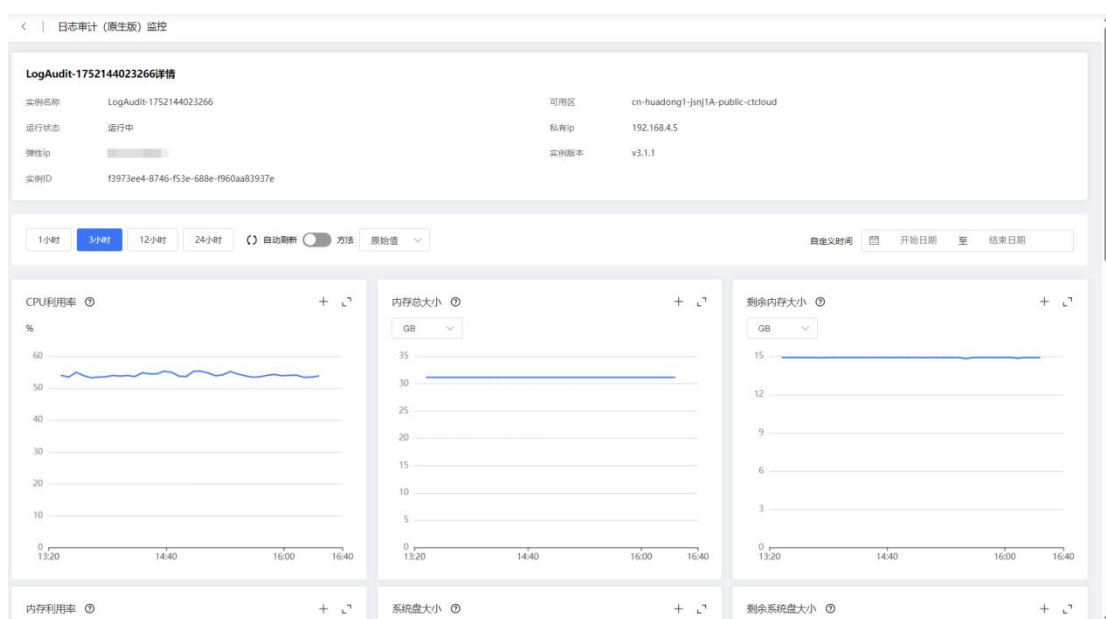 日志审计（原生版）监控
LogAudit-1752144023266详情
实例名称 LogAudit-1752144023266 可用区 cn-huadong1-jsnj1A-public-ctcloud
运行状态 运行中 私有ip 192.168.4.5
弹性ip 实例版本 v3.1.1
实例ID f3973ee4-8746-f53e-688e-f960aa83937e
1小时 3小时 12小时 24小时 自动刷新 方法 原始值 自定义时间 开始日期 至 结束日期
CPU利用率
%
60
50
40
30
20
10
0
13:20 14:40 16:00 16:40
内存总大小
GB
35
30
25
20
15
10
5
0
13:20 14:40 16:00 16:40
剩余内存大小
GB
15
12
9
6
3
0
13:20 14:40 16:00 16:40
内存利用率
系统盘大小
剩余系统盘大小